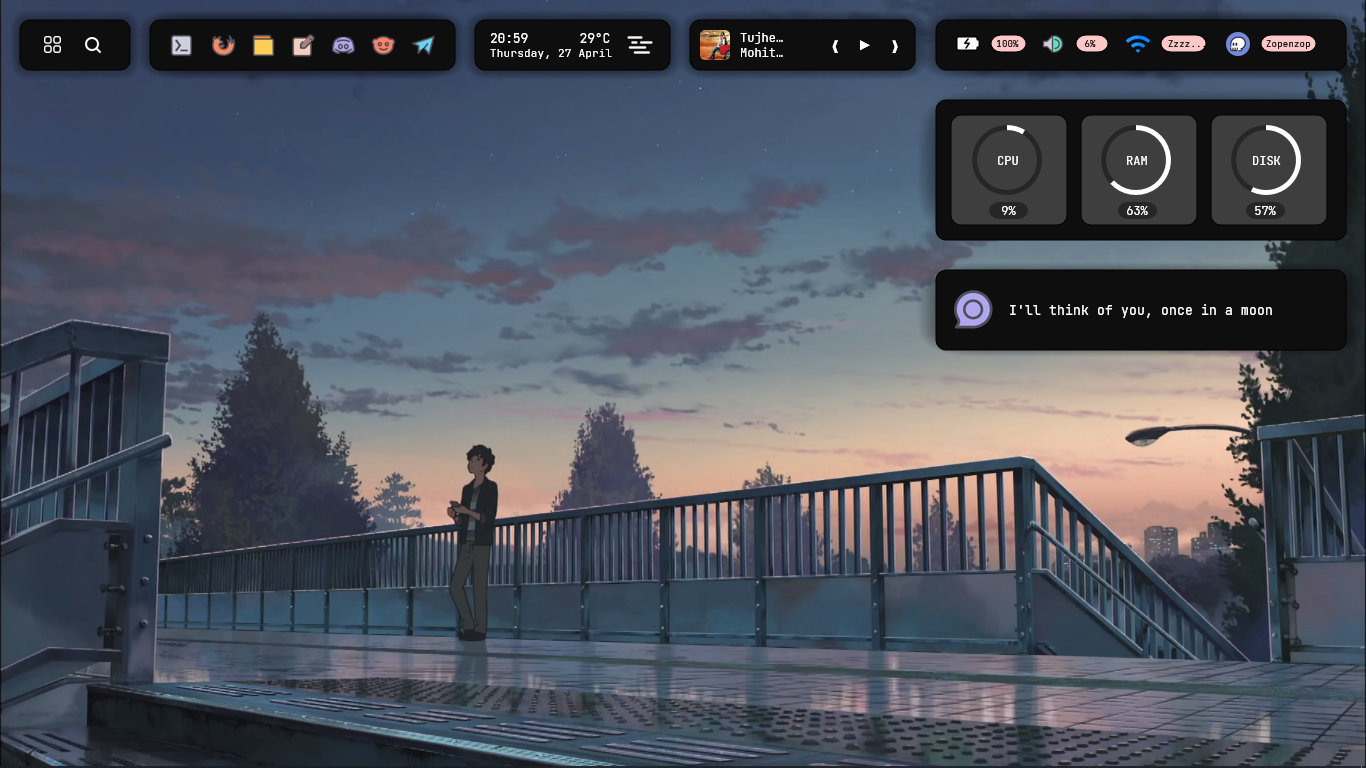 20:59 29°C
Thursday, 27 April
Tujhe…
Mohit…
100%
6%
Zzzz..
Zopenzop
CPU
9%
RAM
63%
DISK
57%
I'll think of you, once in a moon